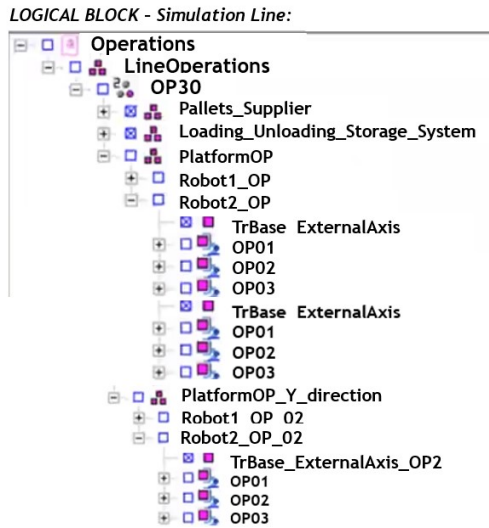 LOGICAL BLOCK - Simulation Line:
Operations
LineOperations
OP30
Pallets_Supplier
Loading_Unloading_Storage_System
PlatformOP
Robot1_OP
Robot2_OP
TrBase ExternalAxis
OP01
OP02
OP03
TrBase ExternalAxis
OP01
OP02
OP03
PlatformOP_Y_direction
Robot1 OP 02
Robot2_OP_02
TrBase_ExternalAxis_OP2
OP01
OP02
OP03